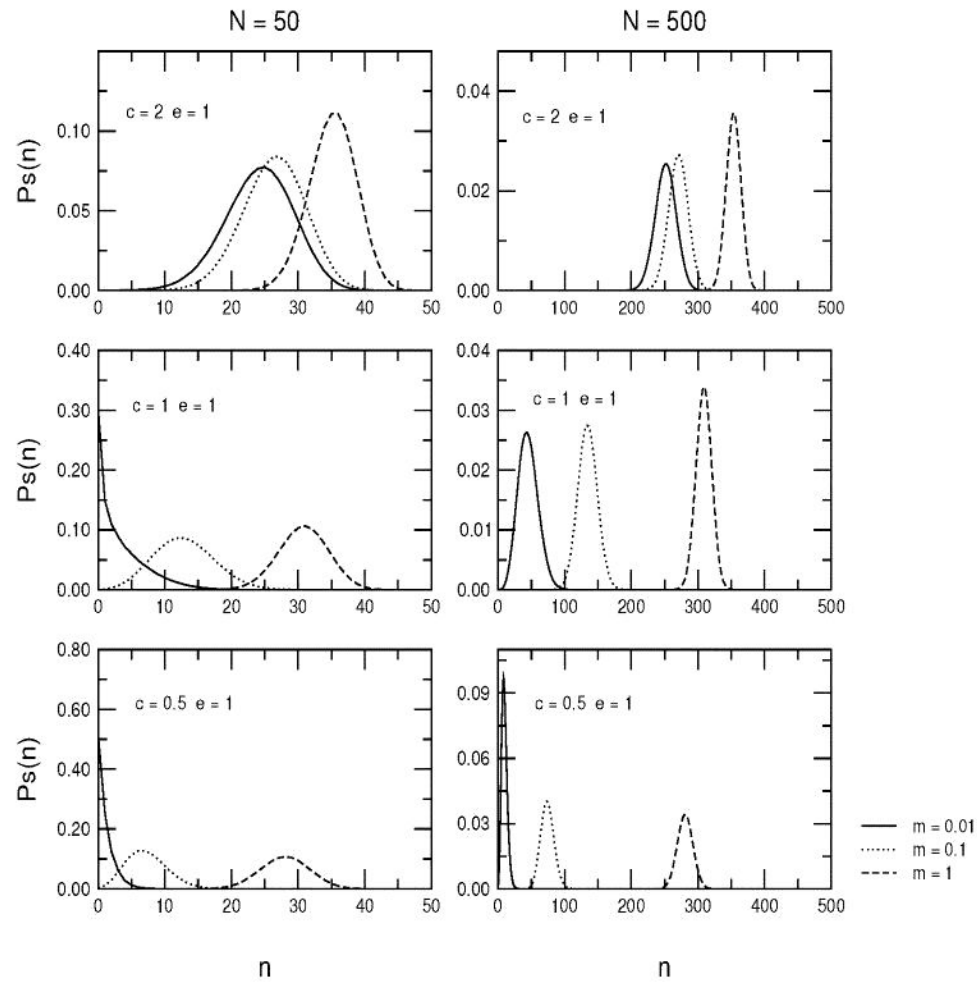 N = 50
N = 500
Ps(n)
0.10
0.05
0.00
c = 2 e = 1
0 10 20 30 40 50
0.04
0.02
0.00
c = 2 e = 1
0 100 200 300 400 500
Ps(n)
0.40
0.30
0.20
0.10
0.00
c = 1 e = 1
0 10 20 30 40 50
0.04
0.03
0.02
0.01
0.00
c = 1 e = 1
0 100 200 300 400 500
Ps(n)
0.80
0.60
0.40
0.20
0.00
c = 0.5 e = 1
0 10 20 30 40 50
0.09
0.06
0.03
0.00
c = 0.5 e = 1
0 100 200 300 400 500
m = 0.01
m = 0.1
m = 1
n
n